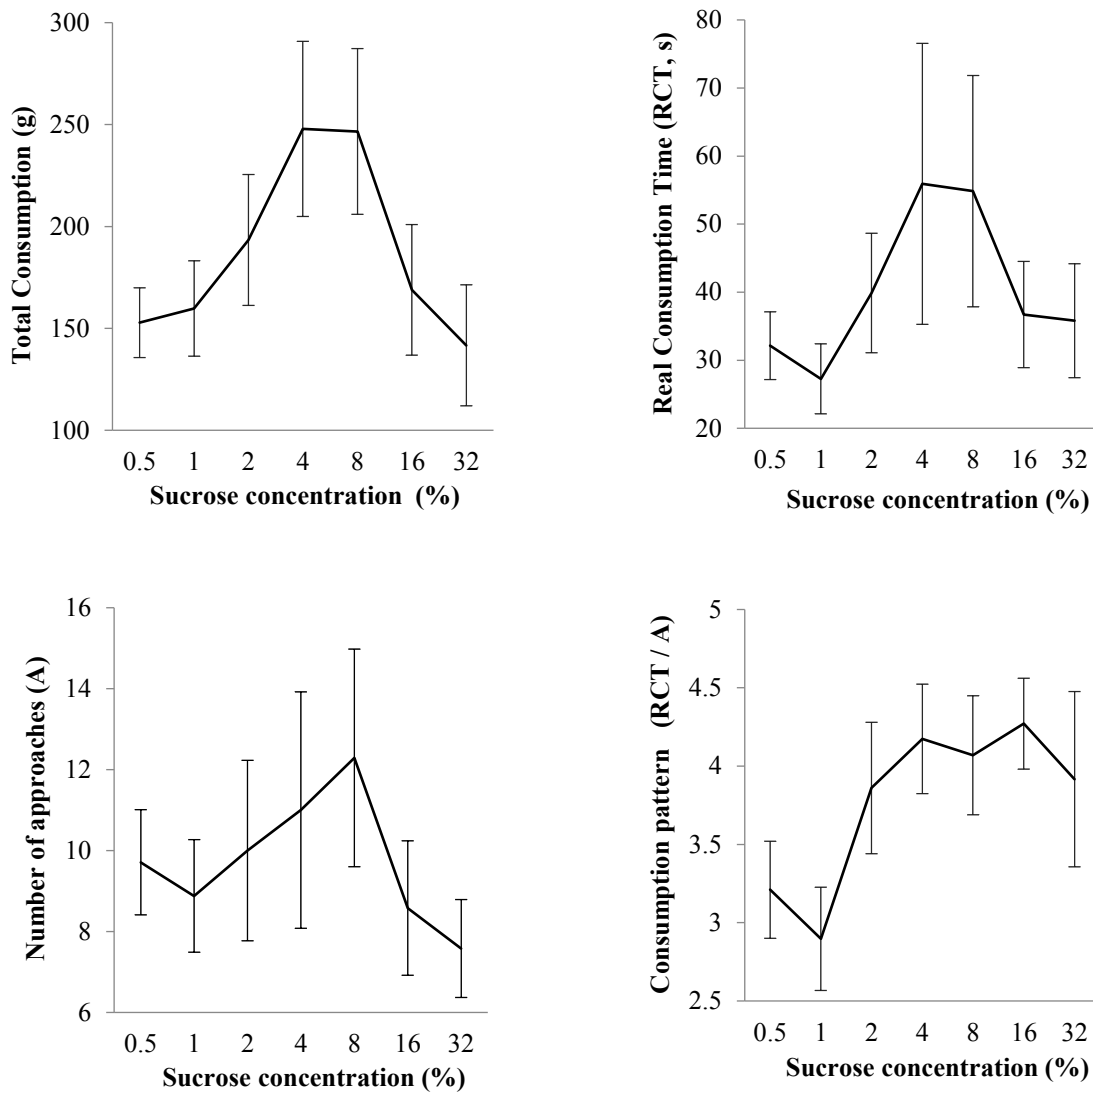 Total Consumption (g)
300
250
200
150
100
0.5 1 2 4 8 16 32
Sucrose concentration (%)
Real Consumption Time (RCT, s)
80
70
60
50
40
30
20
0.5 1 2 4 8 16 32
Sucrose concentration (%)
Number of approaches (A)
16
14
12
10
8
6
0.5 1 2 4 8 16 32
Sucrose concentration (%)
Consumption pattern (RCT / A)
5
4.5
4
3.5
3
2.5
0.5 1 2 4 8 16 32
Sucrose concentration (%)